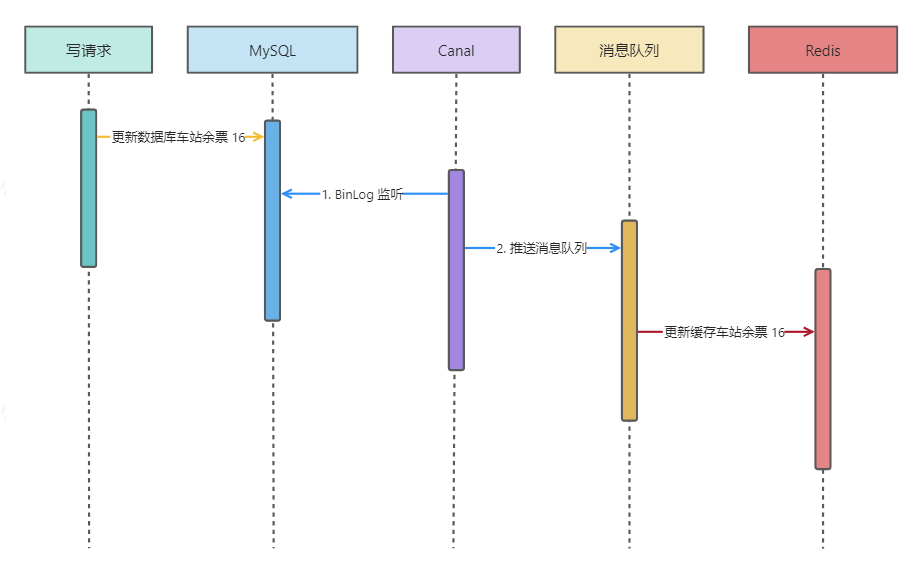 写请求
MySQL
Canal
消息队列
Redis
更新数据库车站余票 16
1. BinLog 监听
2. 推送消息队列
更新缓存车站余票 16